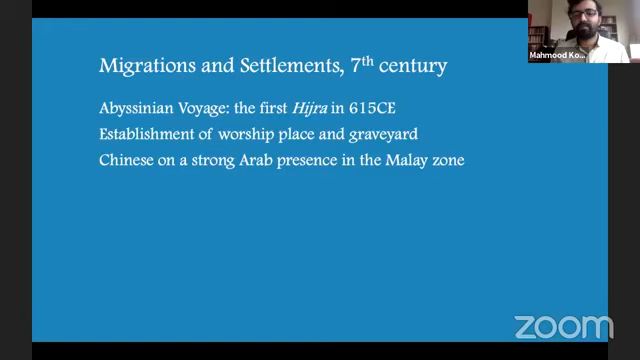 Mahmood Ko...
Migrations and Settlements, 7th century
Abyssinian Voyage: the first Hijra in 615CE
Establishment of worship place and graveyard
Chinese on a strong Arab presence in the Malay zone
zoom